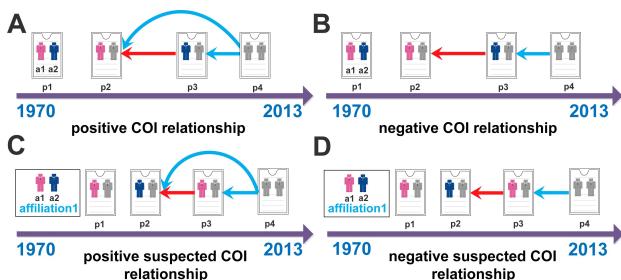 A
a1 a2
p1
p2
p3
p4
1970
2013
positive COI relationship
B
a1 a2
p1
p2
p3
p4
1970
2013
negative COI relationship
C
a1 a2
affiliation1
p1
p2
p3
p4
1970
2013
positive suspected COI
relationship
D
a1 a2
affiliation1
p1
p2
p3
p4
1970
2013
negative suspected COI
relationship